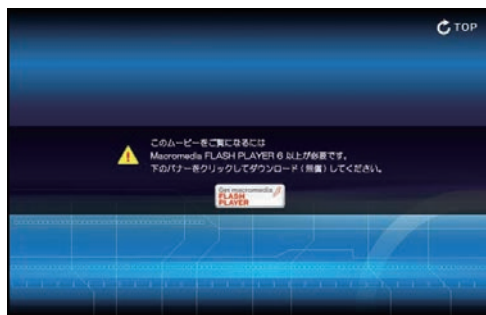 TOP
このムービーをご覧になるには
Macromedia FLASH PLAYER 6 以上が必要です。
下のバナーをクリックしてダウンロード(無償)してください。
Get macromedia
FLASH
PLAYER